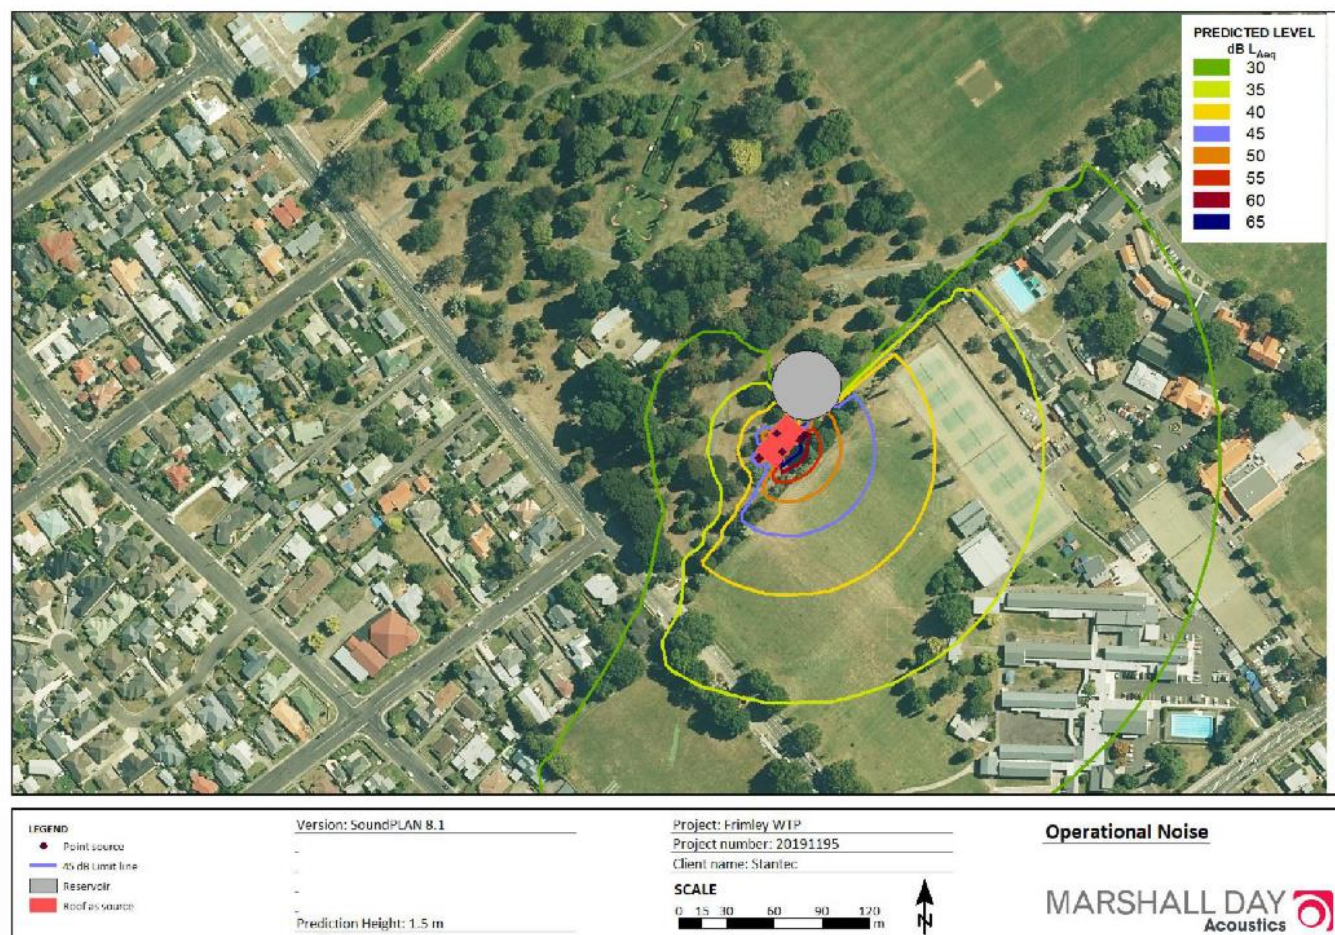 PREDICTED LEVEL
dB LAeq
30
35
40
45
50
55
60
65
LEGEND
Point source
45 dB Limit line
Reservoir
Roof as source
Version: SoundPLAN 8.1
-
-
-
-
Prediction Height: 1.5 m
Project: Frimley WTP
Project number: 20191195
Client name: Stantec
SCALE
0 15 30 60 90 120
m
N
Operational Noise
MARSHALL DAY
Acoustics